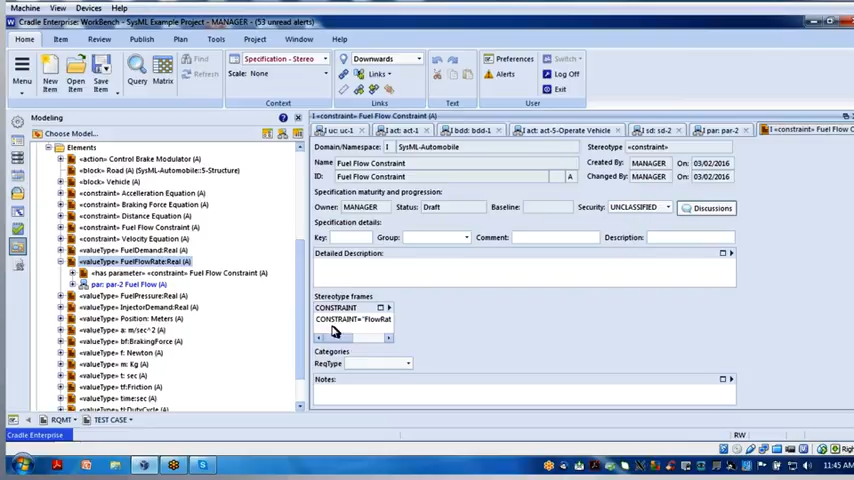 Machine View Devices Help
Cradle Enterprise: WorkBench - SysML Example Project - MANAGER - (53 unread alerts)
Home Item Review Publish Tools Project Window Help
Menu New Item Open Item Save Item Find Refresh Query Matrix
Specification - Stereo
Scale: None
Context
Downwards
Links
Links
Text
Preferences Switch
Alerts Log Off
Exit
User
Modeling
Choose Model...
Elements
«action» Control Brake Modulator (A)
«block» Road (A) (SysML-Automobile::5-Structure)
«block» Vehicle (A)
«constraint» Acceleration Equation (A)
«constraint» Braking Force Equation (A)
«constraint» Distance Equation (A)
«constraint» Fuel Flow Constraint (A)
«constraint» Velocity Equation (A)
«valueType» FuelDemand:Real (A)
«valueType» FuelFlowRate:Real (A)
«has parameter» «constraint» Fuel Flow Constraint (A)
par: par-2 Fuel Flow (A)
«valueType» FuelPressure:Real (A)
«valueType» InjectorDemand:Real (A)
«valueType» Position: Meters (A)
«valueType» a: m/sec^2 (A)
«valueType» bf:BrakingForce (A)
«valueType» f: Newton (A)
«valueType» m: Kg (A)
«valueType» t: sec (A)
«valueType» tf:Friction (A)
«valueType» time:sec (A)
«valueType» tl:DutyCycle (A)
RQMT TEST CASE
I «constraint» Fuel Flow Constraint (A)
I uc: uc-1 I act: act-1 I bdd: bdd-1 I act: act-5-Operate Vehicle I sd: sd-2 I par: par-2 I «constraint» Fuel Flow C
Domain/Namespace: I SysML-Automobile Stereotype «constraint»
Name Fuel Flow Constraint Created By: MANAGER On: 03/02/2016
ID: Fuel Flow Constraint A Changed By: MANAGER On: 03/02/2016
Specification maturity and progression:
Owner: MANAGER Status: Draft Baseline: Security: UNCLASSIFIED Discussions
Specification details:
Key: Group: Comment: Description:
Detailed Description:
Stereotype frames
CONSTRAINT
CONSTRAINT="FlowRat
Categories
ReqType
Notes:
Cradle Enterprise RW
Right
11:45 AM